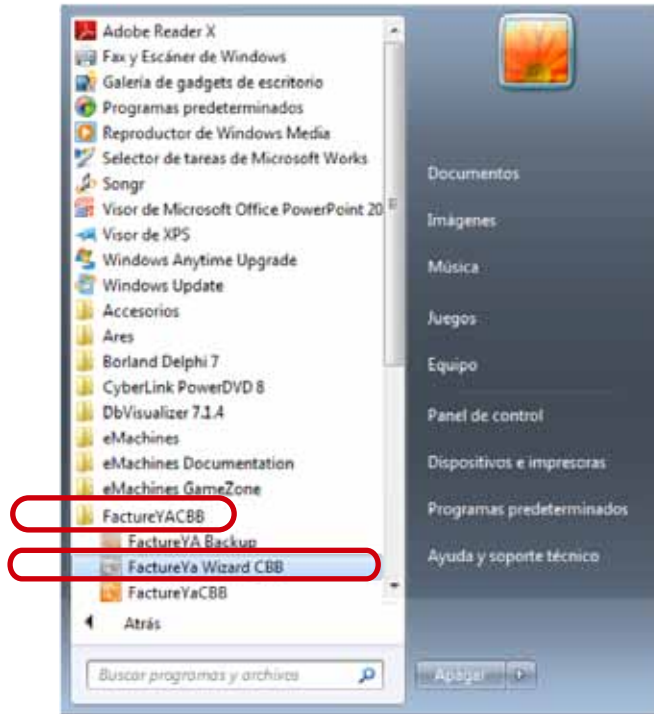 Adobe Reader X
Fax y Escáner de Windows
Galería de gadgets de escritorio
Programas predeterminados
Reproductor de Windows Media
Selector de tareas de Microsoft Works
Songr
Visor de Microsoft Office PowerPoint 20
Visor de XPS
Windows Anytime Upgrade
Windows Update
Accesorios
Ares
Borland Delphi 7
CyberLink PowerDVD 8
DbVisualizer 7.1.4
eMachines
eMachines Documentation
eMachines GameZone
FactureYACBB
FactureYA Backup
FactureYa Wizard CBB
FactureYaCBB
Atrás
Buscar programas y archivos
Documentos
Imágenes
Música
Juegos
Equipo
Panel de control
Dispositivos e impresoras
Programas predeterminados
Ayuda y soporte técnico
Apagar